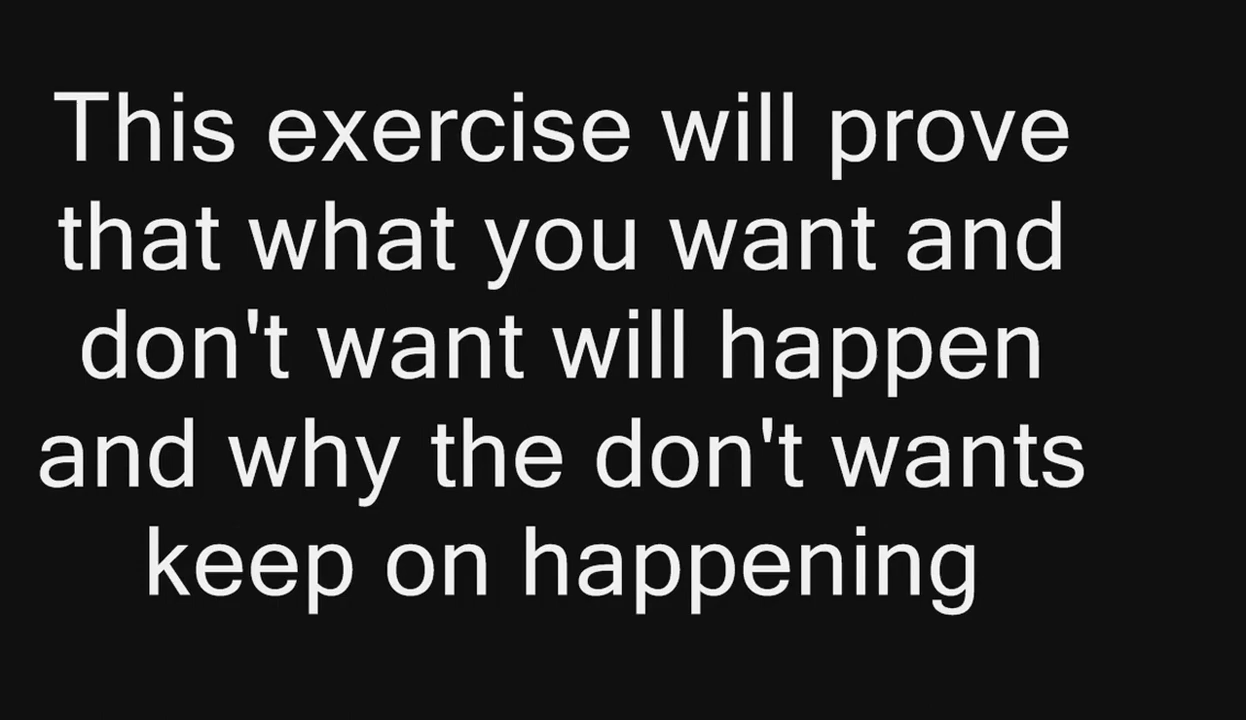 This exercise will prove
that what you want and
don't want will happen
and why the don't wants
keep on happening